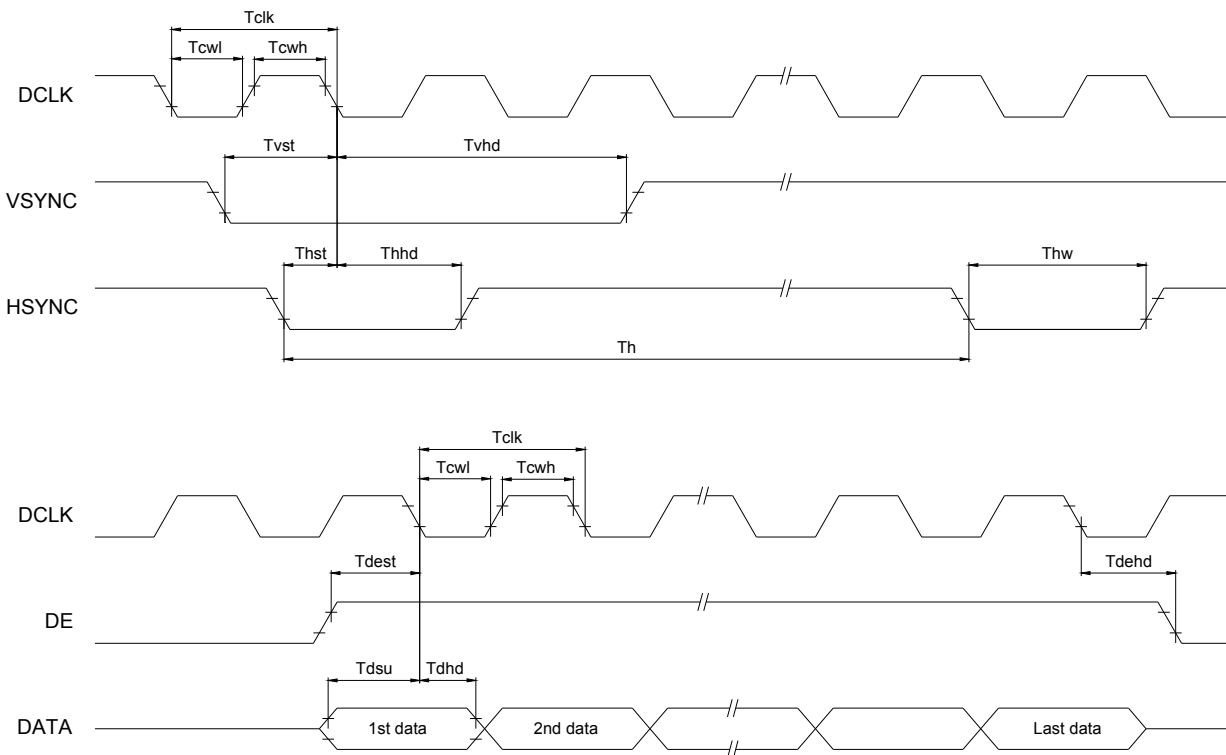 Tclk
Tcwl Tcwh
DCLK
Tvst Tvhd
VSYNC
Thst Thhd Thw
HSYNC
Th
Tclk
Tcwl Tcwh
DCLK
Tdest Tdehd
DE
Tdsu Tdhd
DATA 1st data 2nd data Last data